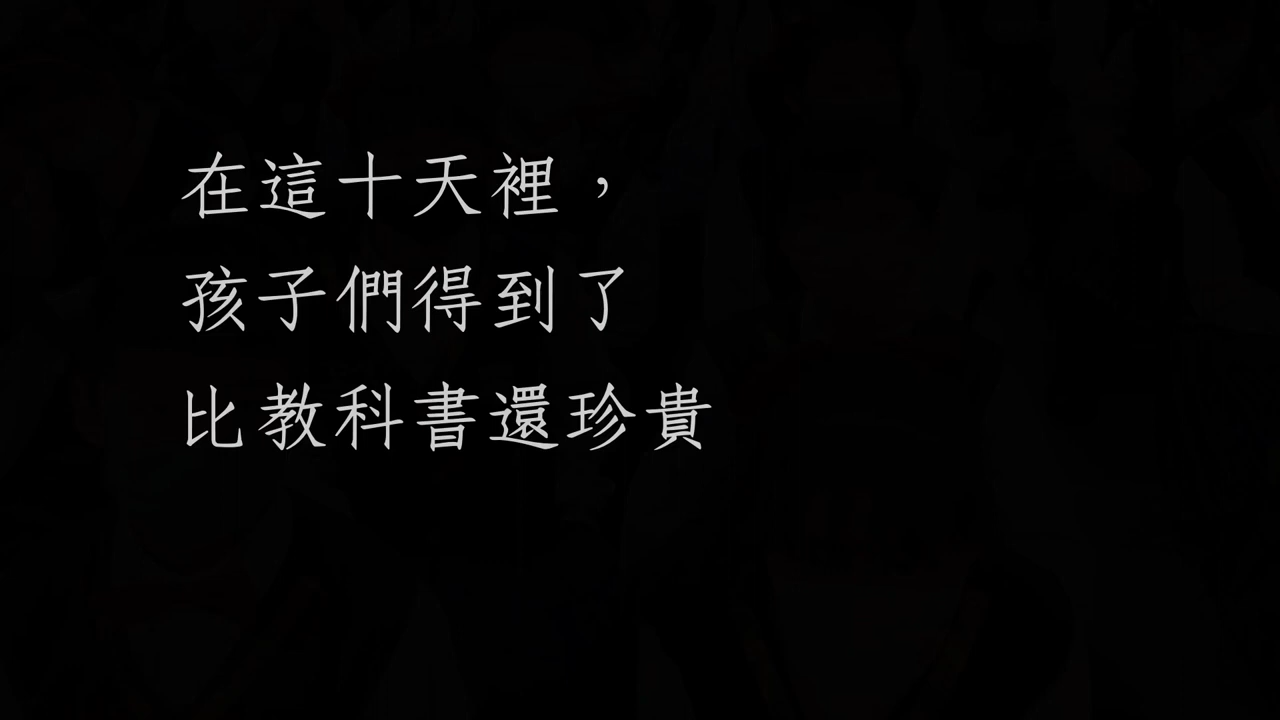 在這十天裡，
孩子們得到了
比教科書還珍貴